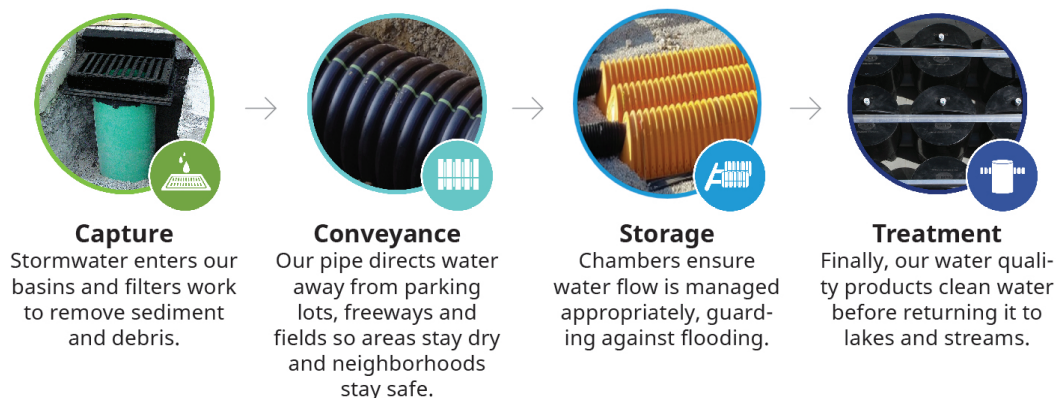 Capture
Stormwater enters our
basins and filters work
to remove sediment
and debris.
Conveyance
Our pipe directs water
away from parking
lots, freeways and
fields so areas stay dry
and neighborhoods
stay safe.
Storage
Chambers ensure
water flow is managed
appropriately, guard-
ing against flooding.
Treatment
Finally, our water quali-
ty products clean water
before returning it to
lakes and streams.